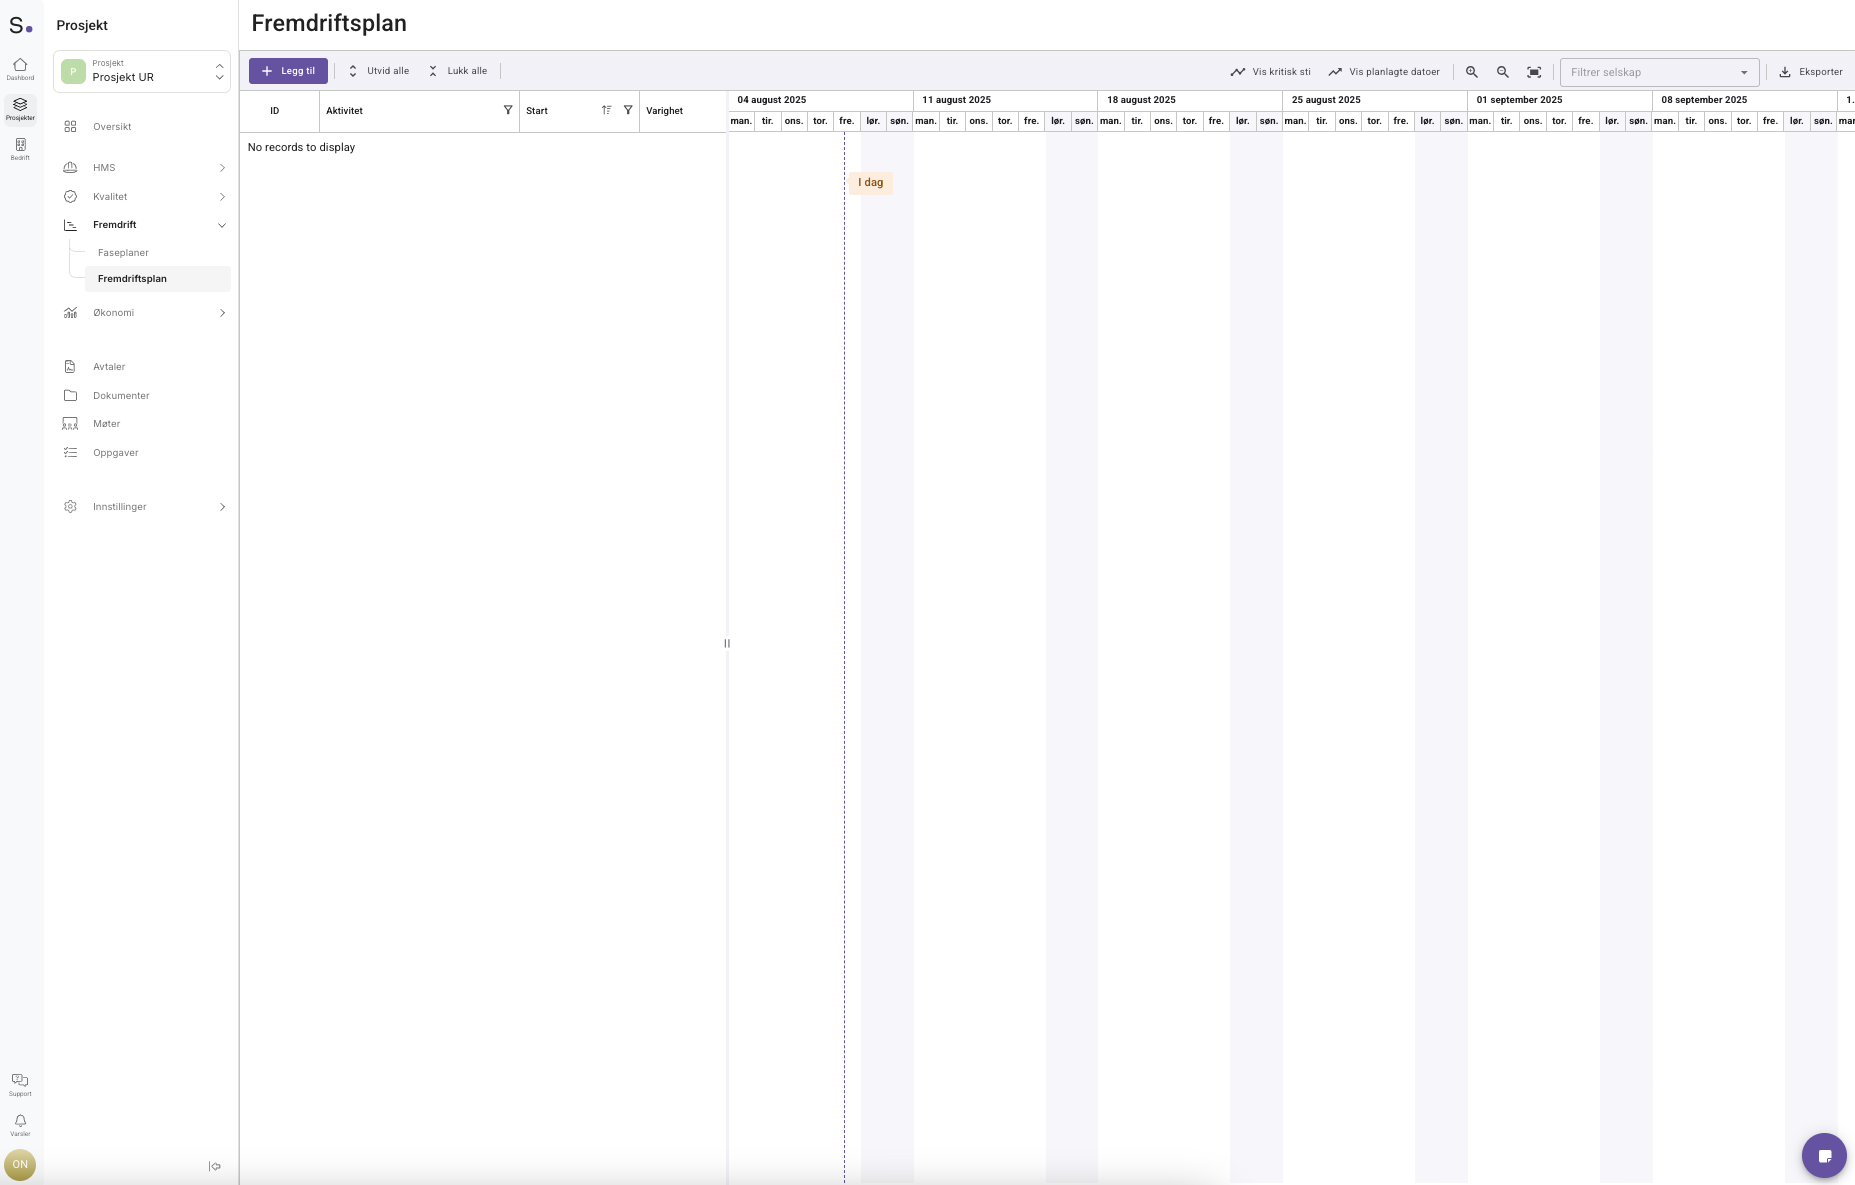 S.
Dashbord
Prosjekter
Bedrift
Support
Varsler
ON
Prosjekt
P
Prosjekt
Prosjekt UR
Oversikt
HMS
Kvalitet
Fremdrift
Faseplaner
Fremdriftsplan
Økonomi
Avtaler
Dokumenter
Møter
Oppgaver
Innstillinger
Fremdriftsplan
Legg til Utvid alle Lukk alle Vis kritisk sti Vis planlagte datoer Filtrer selskap Eksporter
ID Aktivitet Start Varighet
04 august 2025 11 august 2025 18 august 2025 25 august 2025 01 september 2025 08 september 2025 1.
man. tir. ons. tor. fre. lør. søn. man. tir. ons. tor. fre. lør. søn. man. tir. ons. tor. fre. lør. søn. man. tir. ons. tor. fre. lør. søn. man. tir. ons. tor. fre. lør. søn. man. tir. ons. tor. fre. lør. søn. mar
No records to display
I dag